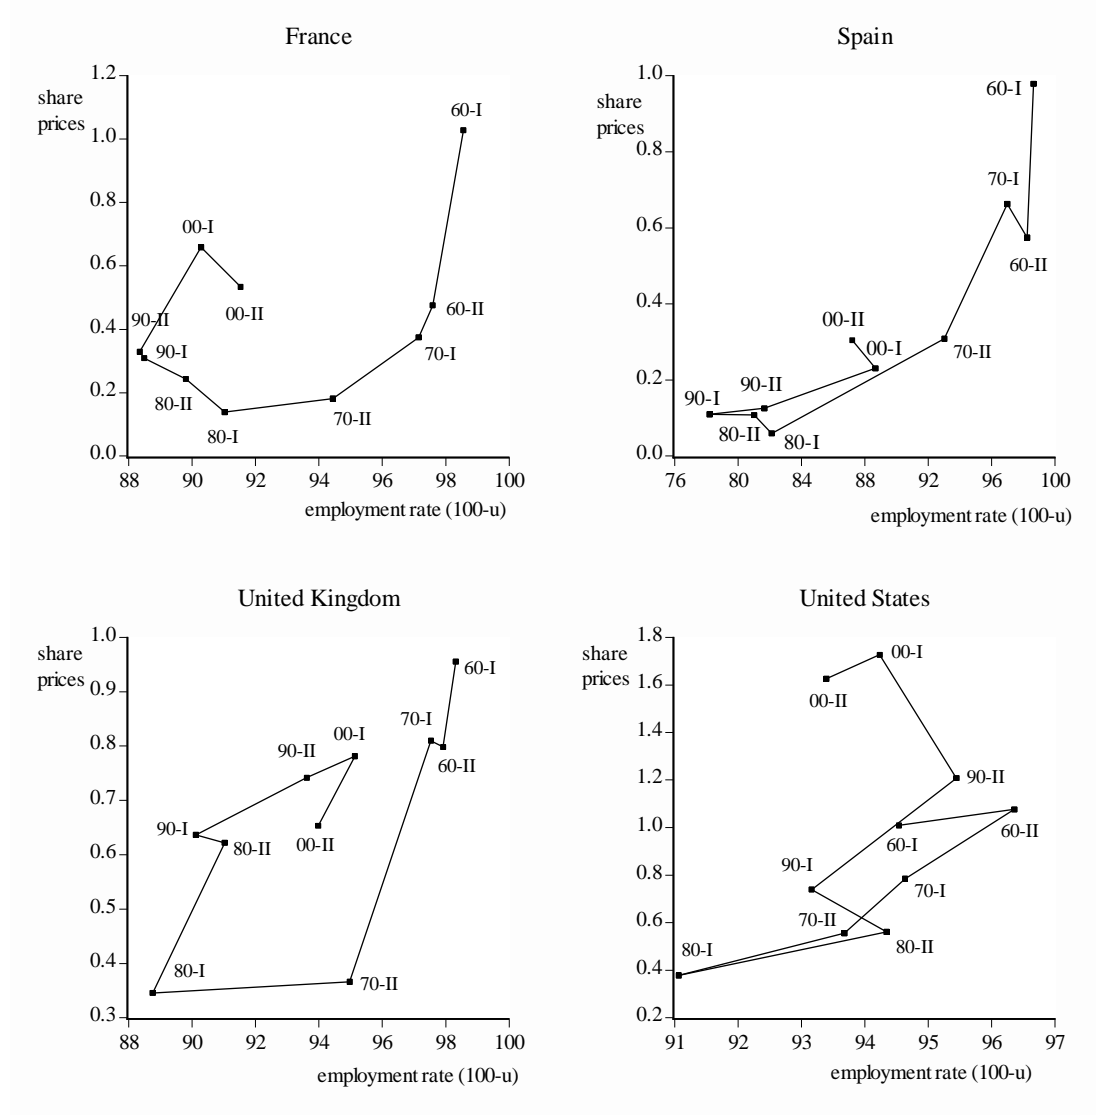 France
share
prices
1.2
1.0
0.8
0.6
0.4
0.2
0.0
60-I
00-I
00-II
60-II
90-II
90-I
70-I
80-II
70-II
80-I
88 90 92 94 96 98 100
employment rate (100-u)
Spain
share
prices
1.0
0.8
0.6
0.4
0.2
0.0
60-I
70-I
60-II
00-II
00-I
70-II
90-II
90-I
80-II
80-I
76 80 84 88 92 96 100
employment rate (100-u)
United Kingdom
share
prices
1.0
0.9
0.8
0.7
0.6
0.5
0.4
0.3
60-I
70-I
00-I
90-II
60-II
90-I
00-II
80-II
80-I
70-II
88 90 92 94 96 98 100
employment rate (100-u)
United States
share
prices
1.8
1.6
1.4
1.2
1.0
0.8
0.6
0.4
0.2
00-I
00-II
90-II
60-II
60-I
90-I
70-I
70-II
80-II
80-I
91 92 93 94 95 96 97
employment rate (100-u)